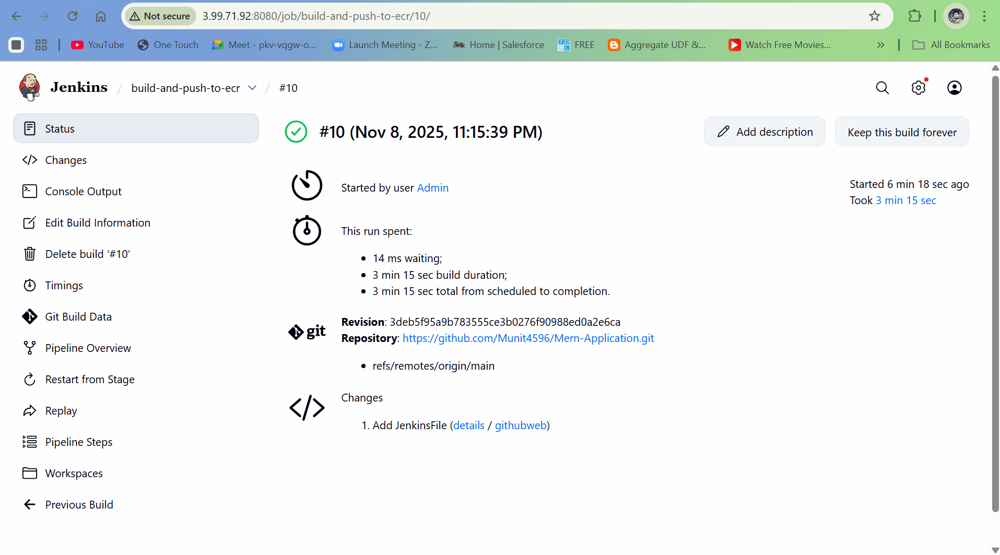 Not secure 3.99.71.92:8080/job/build-and-push-to-ecr/10/
YouTube One Touch Meet - pkv-vqgw-o... Launch Meeting - Z... Home | Salesforce FREE Aggregate UDF &... Watch Free Movies... » All Bookmarks
Jenkins / build-and-push-to-ecr / #10
Status
Changes
Console Output
Edit Build Information
Delete build ‘#10’
Timings
Git Build Data
Pipeline Overview
Restart from Stage
Replay
Pipeline Steps
Workspaces
Previous Build
#10 (Nov 8, 2025, 11:15:39 PM)
Add description
Keep this build forever
Started by user Admin
Started 6 min 18 sec ago
Took 3 min 15 sec
This run spent:
14 ms waiting;
3 min 15 sec build duration;
3 min 15 sec total from scheduled to completion.
git
Revision: 3deb5f95a9b783555ce3b0276f90988ed0a2e6ca
Repository: https://github.com/Munit4596/Mern-Application.git
refs/remotes/origin/main
Changes
1. Add JenkinsFile (details / githubweb)